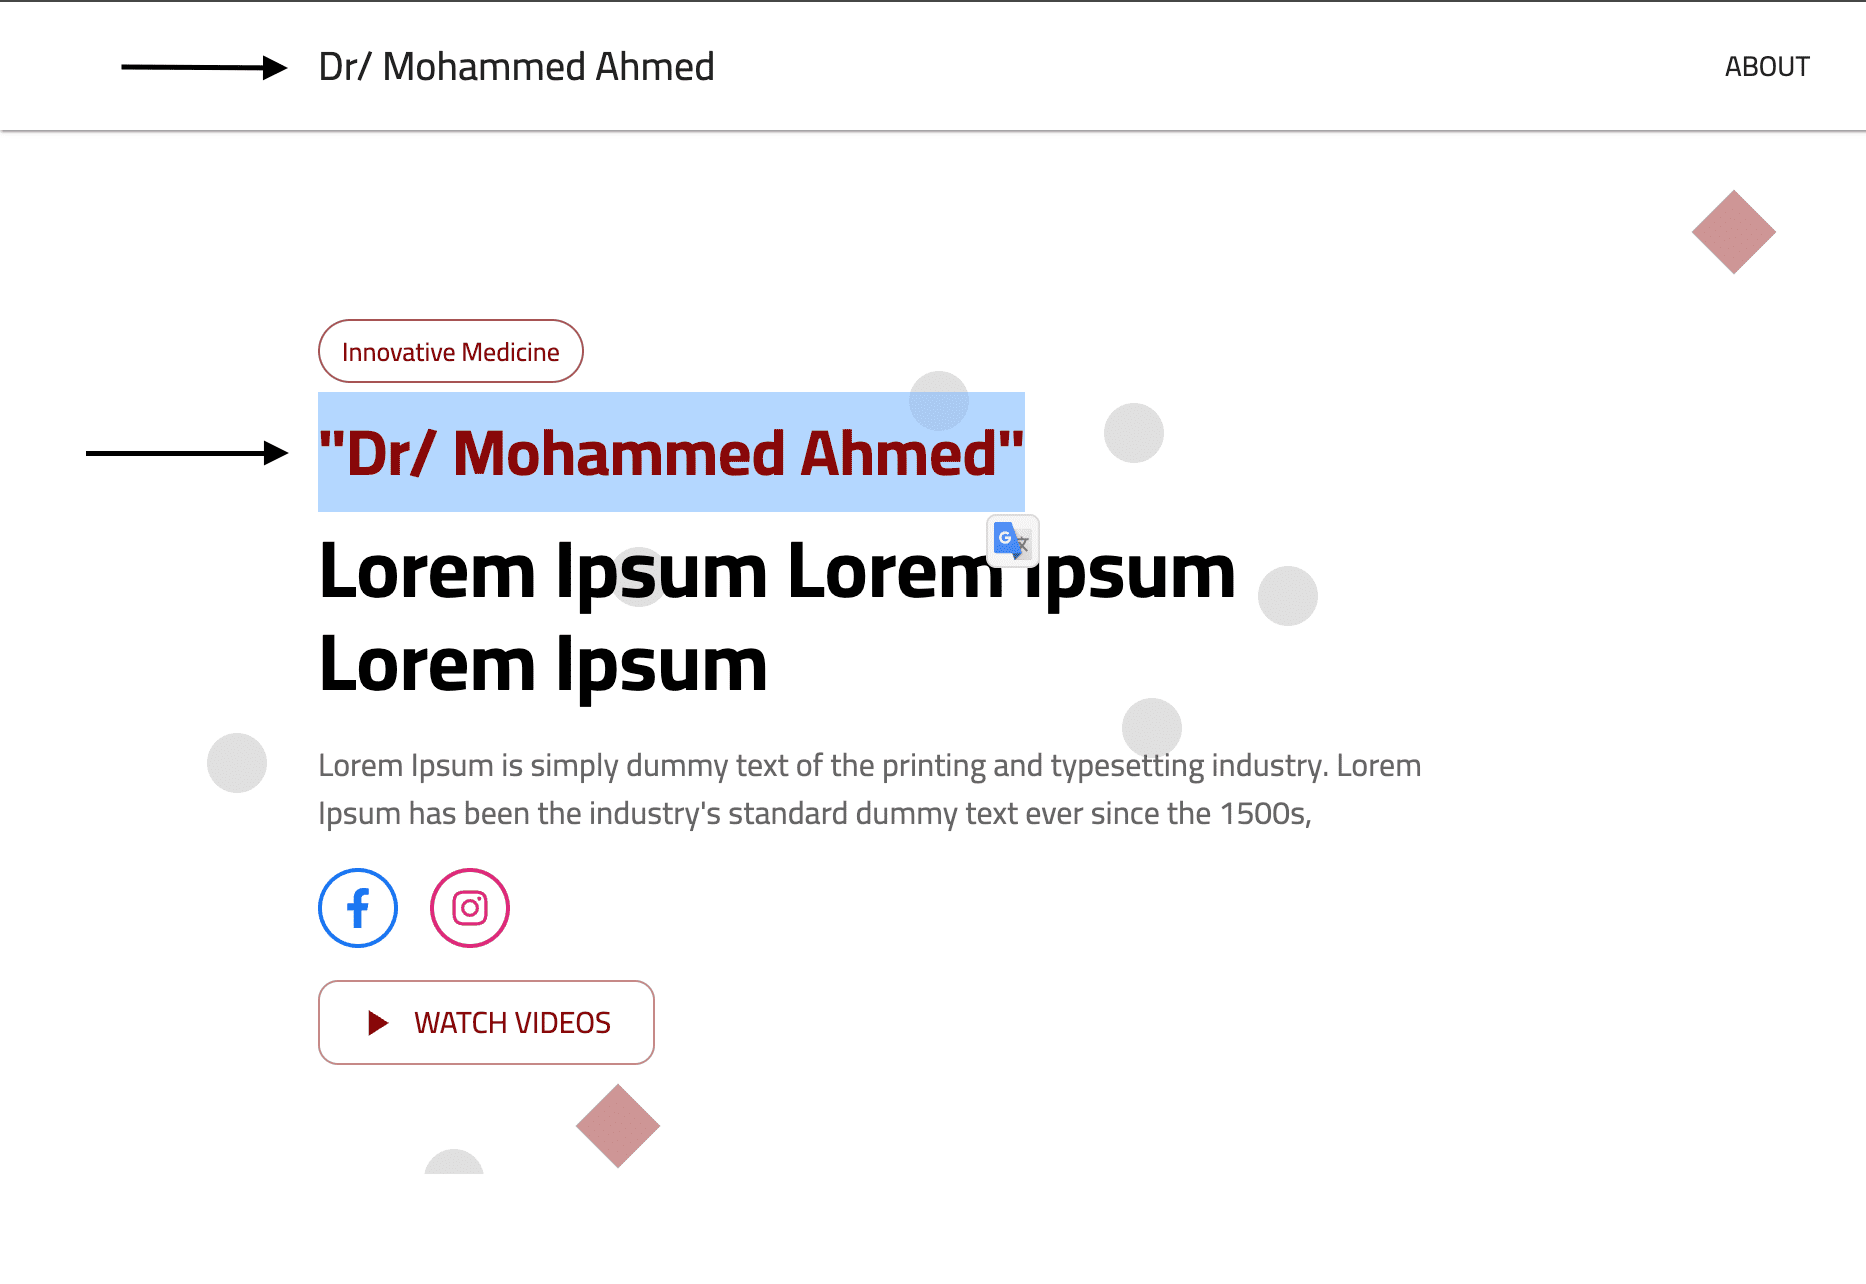 Dr/ Mohammed Ahmed
ABOUT
Innovative Medicine
"Dr/ Mohammed Ahmed"
Lorem Ipsum Lorem Ipsum
Lorem Ipsum
Lorem Ipsum is simply dummy text of the printing and typesetting industry. Lorem
Ipsum has been the industry's standard dummy text ever since the 1500s,
WATCH VIDEOS